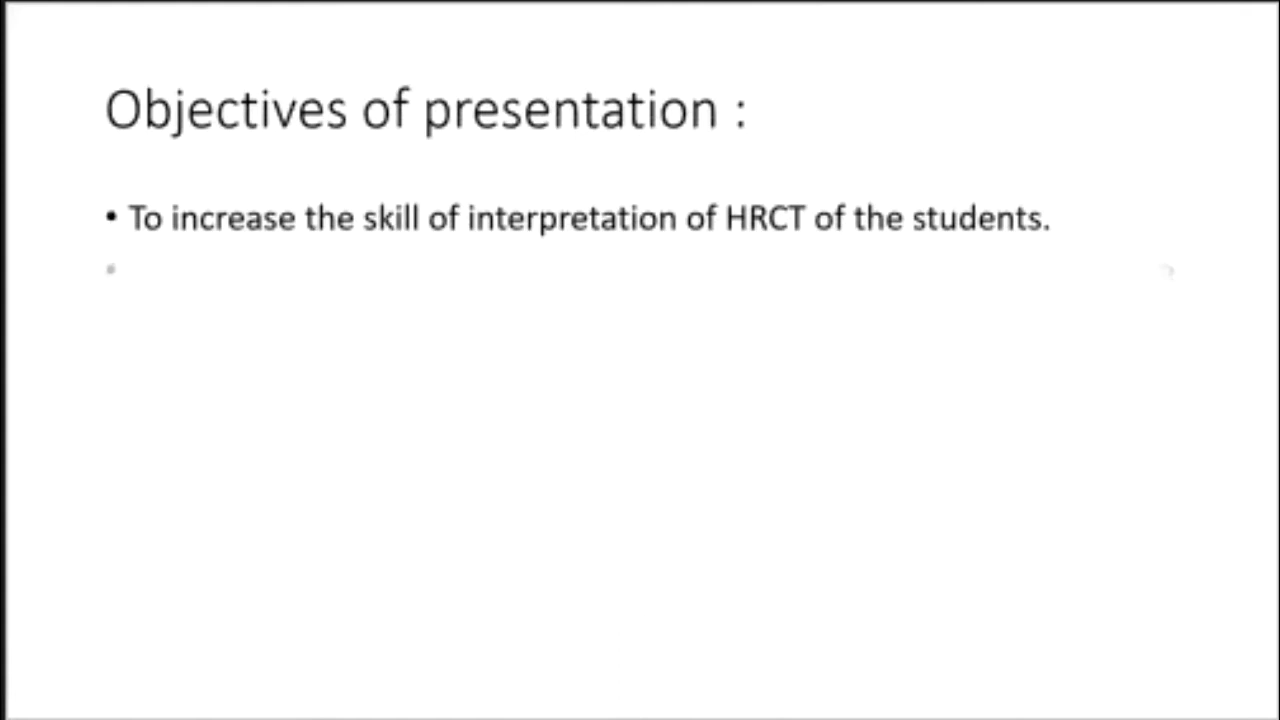 Objectives of presentation :
• To increase the skill of interpretation of HRCT of the students.